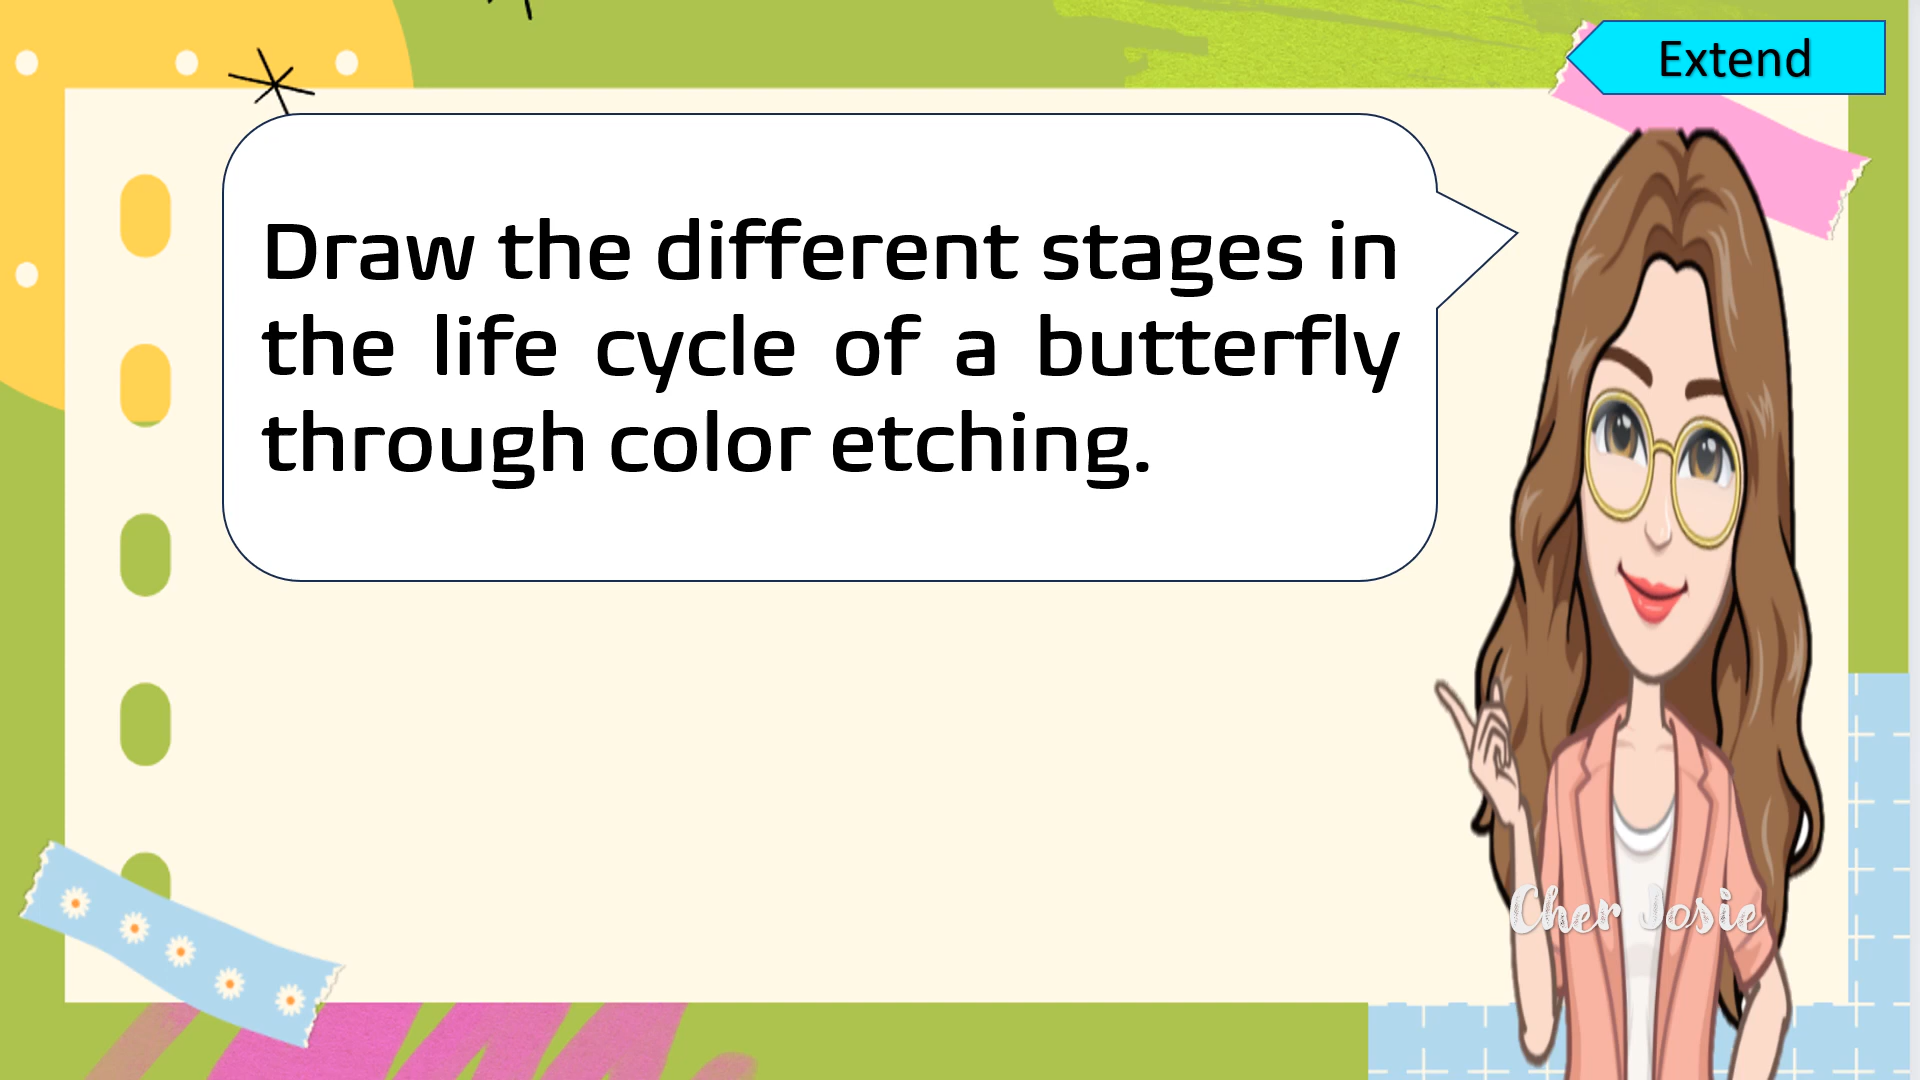 Extend
Draw the different stages in
the life cycle of a butterfly
through color etching.
Cher Josie